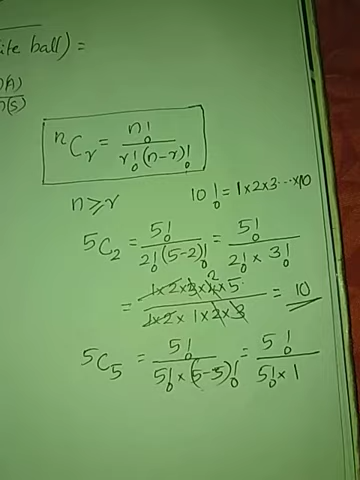 ite ball) =
n(A)
n(S)
nCr = n! / r!(n-r)!
n ≥ r
10! = 1×2×3...×10
5C2 = 5! / 2!(5-2)! = 5! / 2! × 3!
= 1×2×3×4×5 / 1×2×1×2×3 = 10
5C5 = 5! / 5!×(5-5)! = 5! / 5!×1